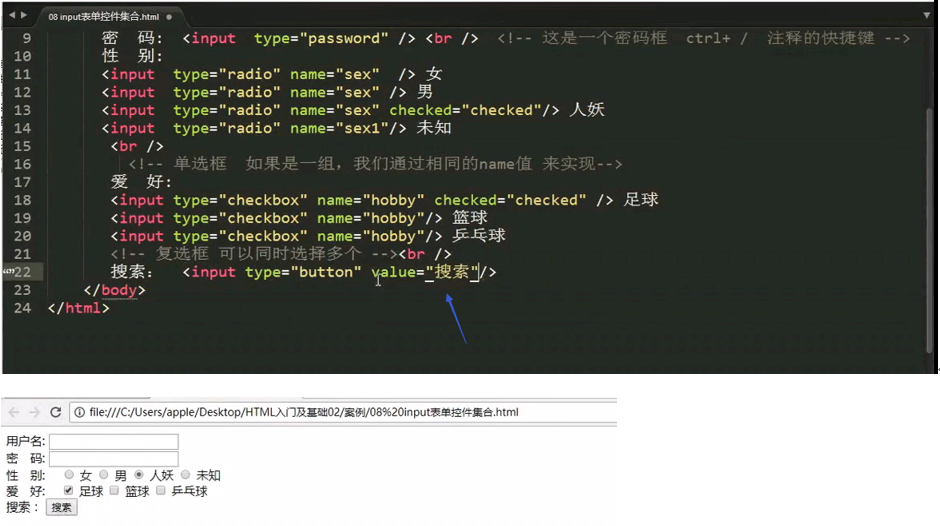 08 input表单控件集合.html
9 密 码: <input type="password" /> <br /> <!-- 这是一个密码框 ctrl+ / 注释的快捷键 -->
10 性 别:
11 <input type="radio" name="sex" /> 女
12 <input type="radio" name="sex" /> 男
13 <input type="radio" name="sex" checked="checked"/> 人妖
14 <input type="radio" name="sex1"/> 未知
15 <br />
16 <!-- 单选框 如果是一组，我们通过相同的name值 来实现-->
17 爱 好:
18 <input type="checkbox" name="hobby" checked="checked" /> 足球
19 <input type="checkbox" name="hobby"/> 篮球
20 <input type="checkbox" name="hobby"/> 乒乓球
21 <!-- 复选框 可以同时选择多个 --><br />
22 搜索： <input type="button" value="搜索"/>
23 </body>
24 </html>
file:///C:/Users/apple/Desktop/HTML入门及基础02/案例/08%20input表单控件集合.html
用户名:
密 码:
性 别: 女 男 人妖 未知
爱 好: 足球 篮球 乒乓球
搜索： 搜索